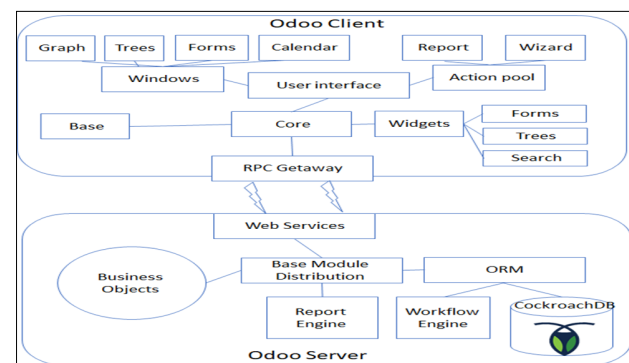 Odoo Client
Graph
Trees
Forms
Calendar
Report
Wizard
Windows
User interface
Action pool
Base
Core
Widgets
Forms
Trees
Search
RPC Getaway
Web Services
Business
Objects
Base Module
Distribution
ORM
Report
Engine
Workflow
Engine
CockroachDB
Odoo Server